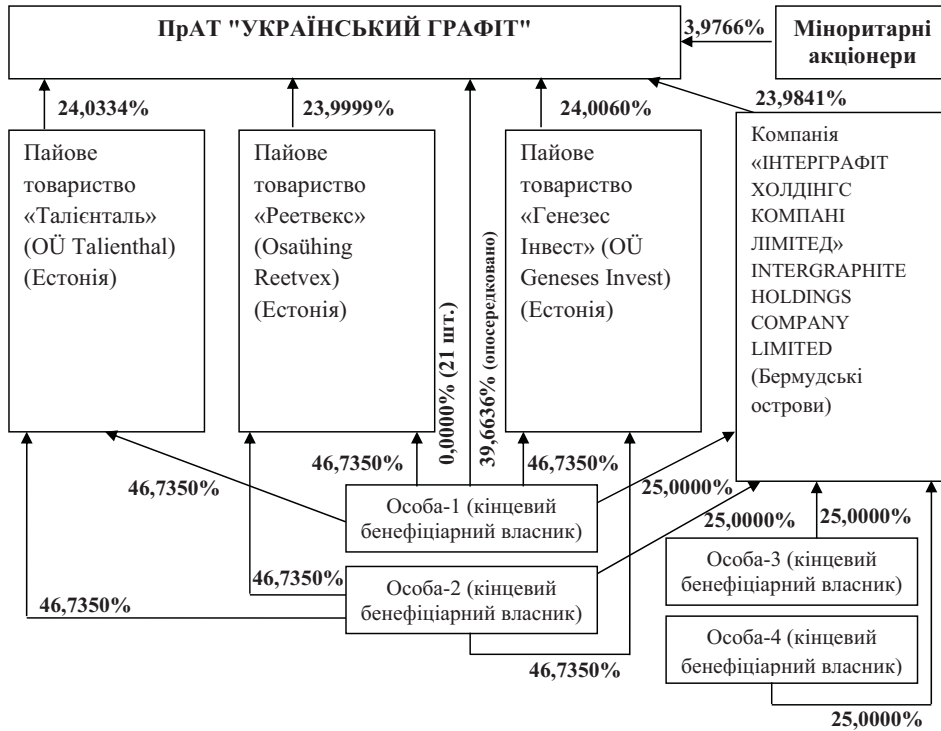 ПрАТ "УКРАЇНСЬКИЙ ГРАФІТ"
3,9766%
Міноритарні
акціонери
24,0334%
23,9999%
24,0060%
23,9841%
Пайове
товариство
«Талієнталь»
(OÜ Talienthal)
(Естонія)
Пайове
товариство
«Реетвекс»
(Osaühing
Reetvex)
(Естонія)
0,0000% (21 шт.)
39,6636% (опосередковано)
Пайове
товариство
«Генезес
Інвест» (OÜ
Geneses Invest)
(Естонія)
Компанія
«ІНТЕРГРАФІТ
ХОЛДІНГС
КОМПАНІ
ЛІМІТЕД»
INTERGRAPHITE
HOLDINGS
COMPANY
LIMITED
(Бермудські
острови)
46,7350%
46,7350%
46,7350%
25,0000%
Особа-1 (кінцевий
бенефіціарний власник)
25,0000%
25,0000%
Особа-3 (кінцевий
бенефіціарний власник)
46,7350%
46,7350%
Особа-2 (кінцевий
бенефіціарний власник)
46,7350%
Особа-4 (кінцевий
бенефіціарний власник)
25,0000%